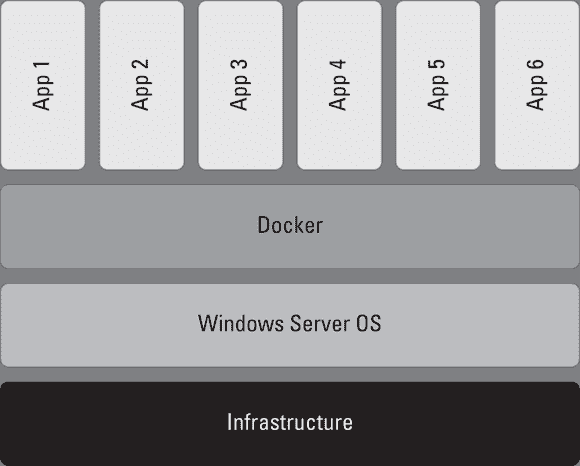 App 1
App 2
App 3
App 4
App 5
App 6
Docker
Windows Server OS
Infrastructure